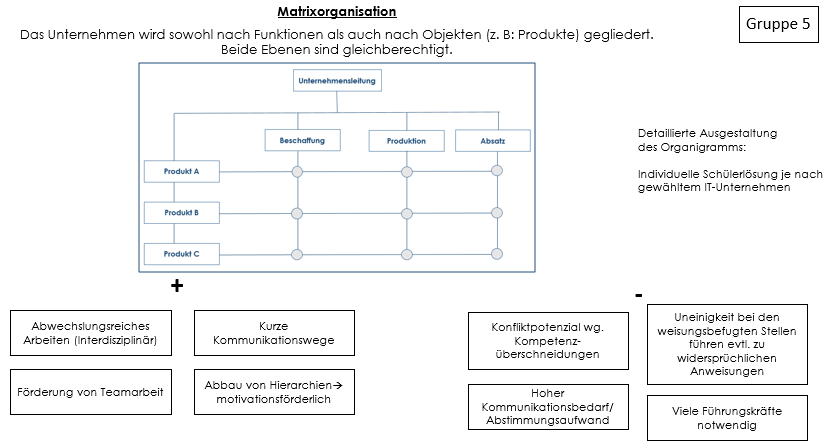 Matrixorganisation
Gruppe 5
Das Unternehmen wird sowohl nach Funktionen als auch nach Objekten (z. B: Produkte) gegliedert.
Beide Ebenen sind gleichberechtigt.
Unternehmensleitung
Beschaffung
Produktion
Absatz
Produkt A
Produkt B
Produkt C
Detaillierte Ausgestaltung
des Organigramms:
Individuelle Schülerlösung je nach
gewähltem IT-Unternehmen
+
Abwechslungsreiches
Arbeiten (Interdisziplinär)
Kurze
Kommunikationswege
Förderung von Teamarbeit
Abbau von Hierarchien→
motivationsförderlich
-
Konfliktpotenzial wg.
Kompetenz-
überschneidungen
Uneinigkeit bei den
weisungsbefugten Stellen
führen evtl. zu
widersprüchlichen
Anweisungen
Hoher
Kommunikationsbedarf/
Abstimmungsaufwand
Viele Führungskräfte
notwendig